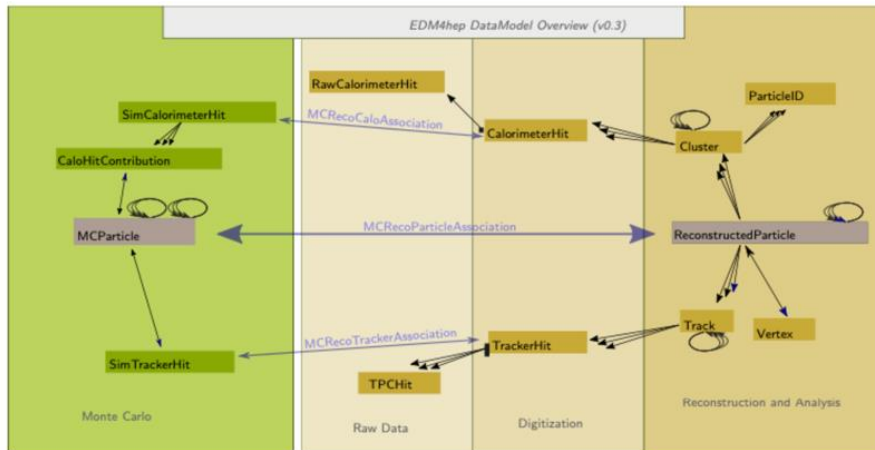 EDM4hep DataModel Overview (v0.3)
RawCalorimeterHit
ParticleID
SimCalorimeterHit
MCRecoCaloAssociation
CalorimeterHit
Cluster
CaloHitContribution
MCParticle
MCRecoParticleAssociation
ReconstructedParticle
Track
Vertex
MCRecoTrackerAssociation
TrackerHit
SimTrackerHit
TPCHit
Monte Carlo
Raw Data
Digitization
Reconstruction and Analysis